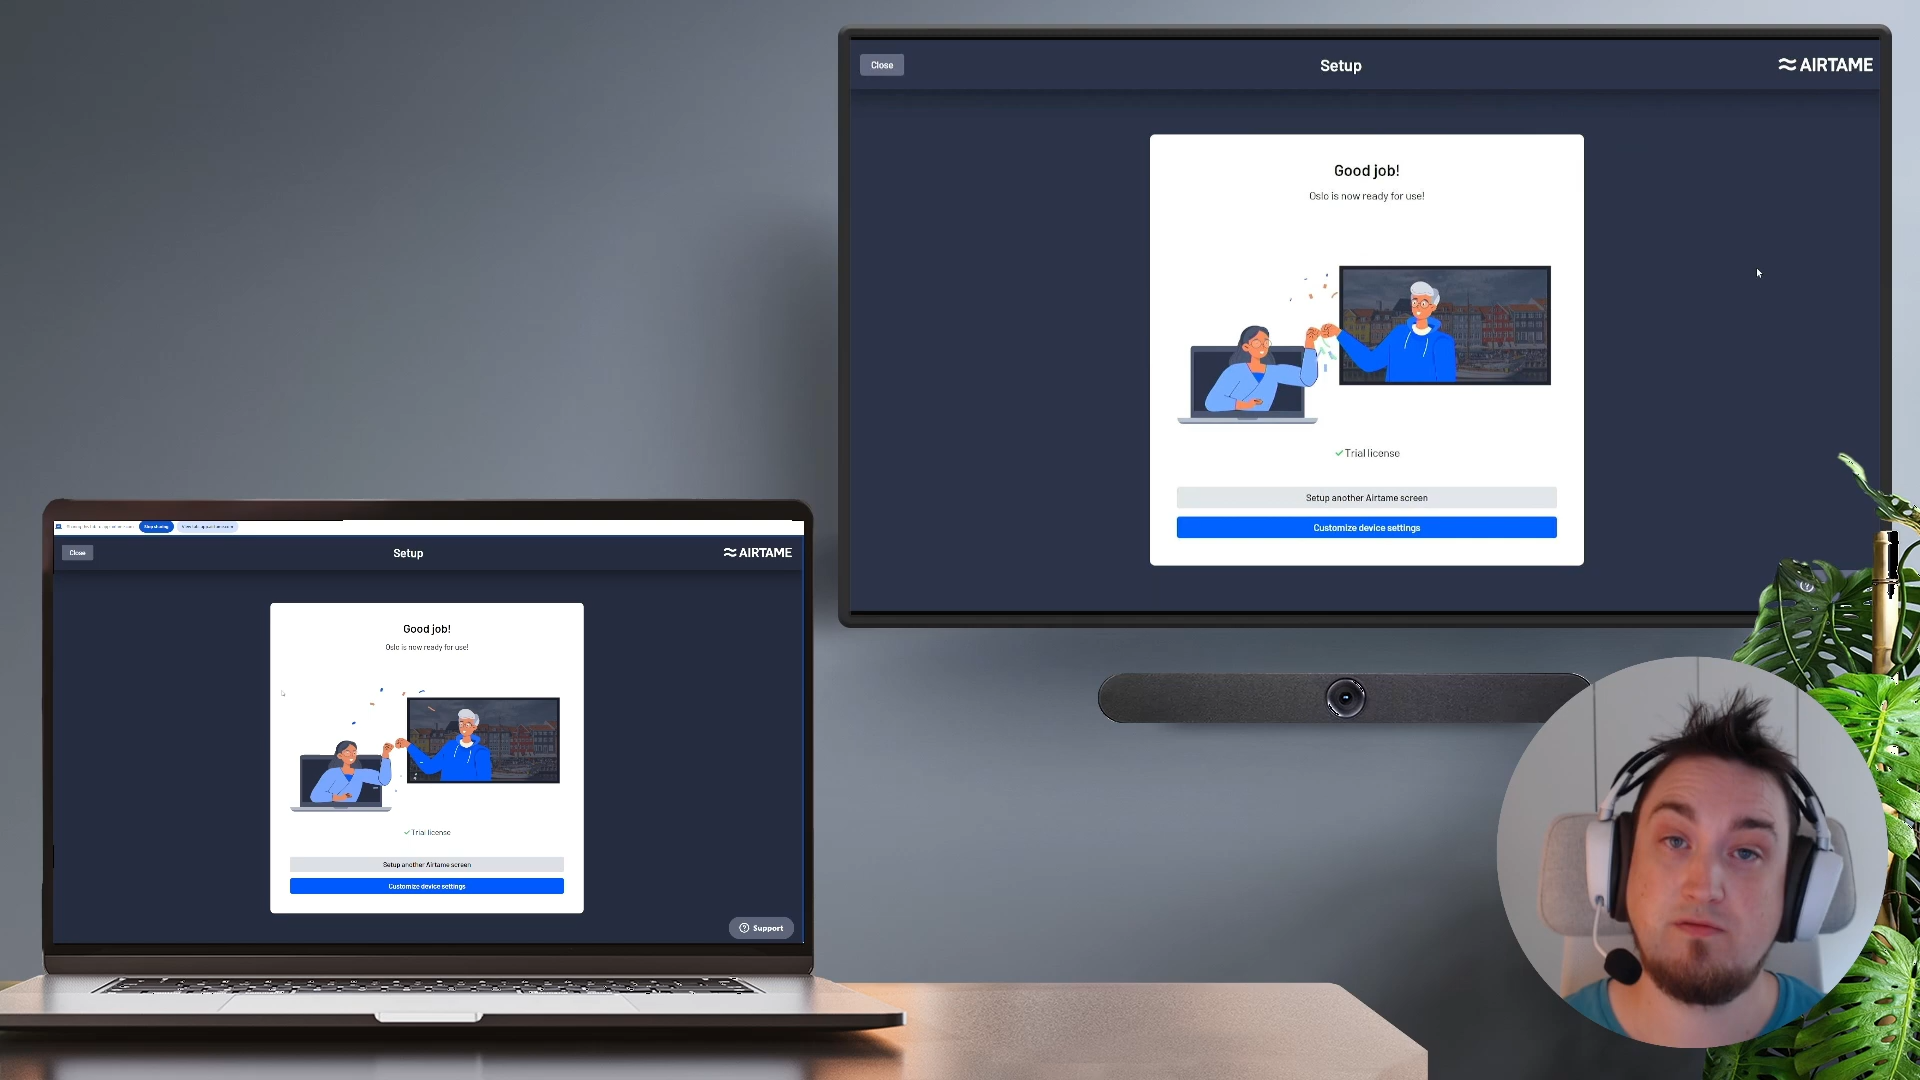 Close
Setup
AIRTAME
Good job!
Oslo is now ready for use!
Trial license
Setup another Airtame screen
Customize device settings
Stop sharing
Close
Setup
AIRTAME
Good job!
Oslo is now ready for use!
Trial license
Setup another Airtame screen
Customize device settings
Support